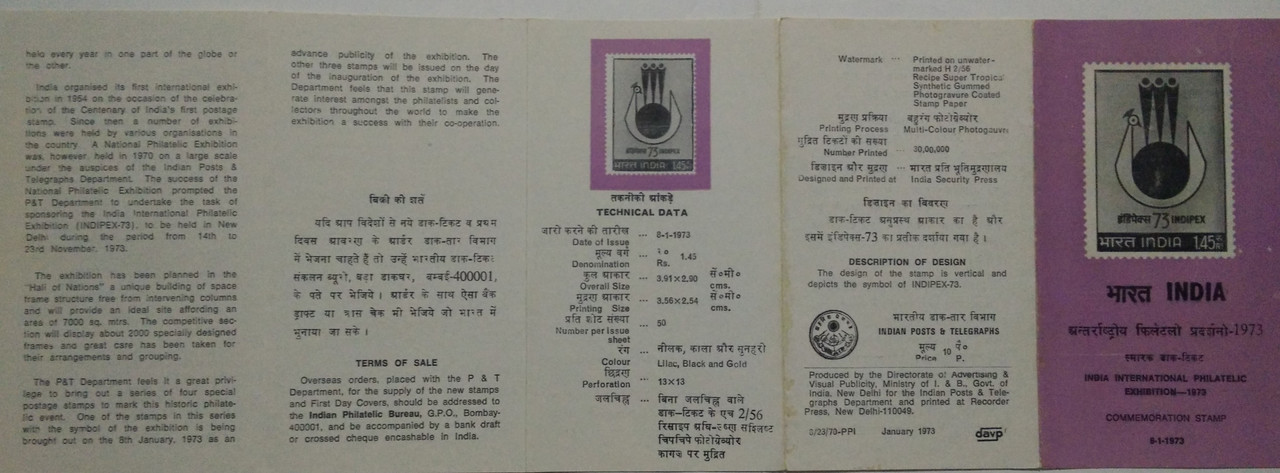 held every year in one part of the globe or
the other.
India organised its first international exhi-
bition in 1954 on the occasion of the celebra-
tion of the Centenary of India's first postage
stamp. Since then a number of exhibi-
tions were held by various organisations in
the country. A National Philatelic Exhibition
was, however, held in 1970 on a large scale
under the auspices of the Indian Posts &
Telegraphs Department. The success of the
National Philatelic Exhibition prompted the
P&T Department to undertake the task of
sponsoring the India International Philatelic
Exhibition (INDIPEX-73), to be held in New
Delhi during the period from 14th to
23rd November, 1973.
The exhibition has been planned in the
"Hall of Nations" a unique building of space
frame structure free from intervening columns
and will provide an ideal site affording an
area of 7000 sq. mtrs. The competitive sec-
tion will display about 2000 specially designed
frames and great care has been taken for
their arrangements and grouping.
The P&T Department feels it a great privi-
lege to bring out a series of four special
postage stamps to mark this historic philate-
lic event. One of the stamps in this series
with the symbol of the exhibition is being
brought out on the 8th January, 1973 as an
advance publicity of the exhibition. The
other three stamps will be issued on the day
of the inauguration of the exhibition. The
Department feels that this stamp will gene-
rate interest amongst the philatelists and col-
lectors throughout the world to make the
exhibition a success with their co-operation.
बिक्री की शर्तें
यदि आप विदेशों से नये डाक-टिकट व प्रथम
दिवस आवरण के आर्डर डाक-तार विभाग
में भेजना चाहते हैं तो उन्हें भारतीय डाक-टिकट
संकलन ब्यूरो, बड़ा डाकघर, बम्बई-400001,
के पते पर भेजिये। आर्डर के साथ ऐसा बैंक
ड्राफ्ट या क्रास चैक भी भेजिये जो भारत में
भुनाया जा सके।
TERMS OF SALE
Overseas orders, placed with the P & T
Department, for the supply of the new stamps
and First Day Covers, should be addressed to
the Indian Philatelic Bureau, G.P.O., Bombay-
400001, and be accompanied by a bank draft
or crossed cheque encashable in India.
इंडिपेक्स 73 INDIPEX
भारत INDIA 1.45
तकनीकी आंकड़े
TECHNICAL DATA
जारी करने की तारीख ... 8-1-1973
Date of Issue
मूल्य वर्ग ... रु० 1.45
Denomination Rs.
कुल आकार ... 3.91×2.90 सें०मी०
Overall Size cms.
मुद्रण आकार ... 3.56×2.54 सें०मी०
Printing Size cms.
प्रति शीट संख्या ... 50
Number per issue
sheet
रंग ... नीलक, काला और सुनहरी
Colour Lilac, Black and Gold
छिद्रण ...
Perforation 13×13
जलचिह्न ... बिना जलचिह्न वाले
डाक-टिकट के एच 2/56
रिसाइप अधि-उष्ण संश्लिष्ट
चिपचिपे फोटोग्रेव्योर
कागज पर मुद्रित
Watermark ... Printed on unwater-
marked H 2/56
Recipe Super Tropical
Synthetic Gummed
Photogravure Coated
Stamp Paper
मुद्रण प्रक्रिया ... बहुरंग फोटोग्रेव्योर
Printing Process Multi-Colour Photogavure
मुद्रित टिकटों की संख्या
Number Printed ... 30,00,000
डिजाइन और मुद्रण ... भारत प्रति भूतिमुद्रणालय
Designed and Printed at India Security Press
डिजाइन का विवरण
डाक-टिकट अनुप्रस्थ आकार का है और
इसमें इंडिपेक्स-73 का प्रतीक दर्शाया गया है।
DESCRIPTION OF DESIGN
The design of the stamp is vertical and
depicts the symbol of INDIPEX-73.
भारतीय डाक-तार विभाग
INDIAN POSTS & TELEGRAPHS
मूल्य 10 पै०
Price P.
Produced by the Directorate of Advertising &
Visual Publicity, Ministry of I. & B., Govt. of
India, New Delhi for the Indian Posts & Tele-
graphs Department and printed at Recorder
Press, New Delhi-110049.
January 1973 davp
इंडिपेक्स 73 INDIPEX
भारत INDIA 1.45
भारत INDIA
अन्तर्राष्ट्रीय फिलेटली प्रदर्शनी-1973
स्मारक डाक-टिकट
INDIA INTERNATIONAL PHILATELIC
EXHIBITION—1973
COMMEMORATION STAMP
8-1-1973